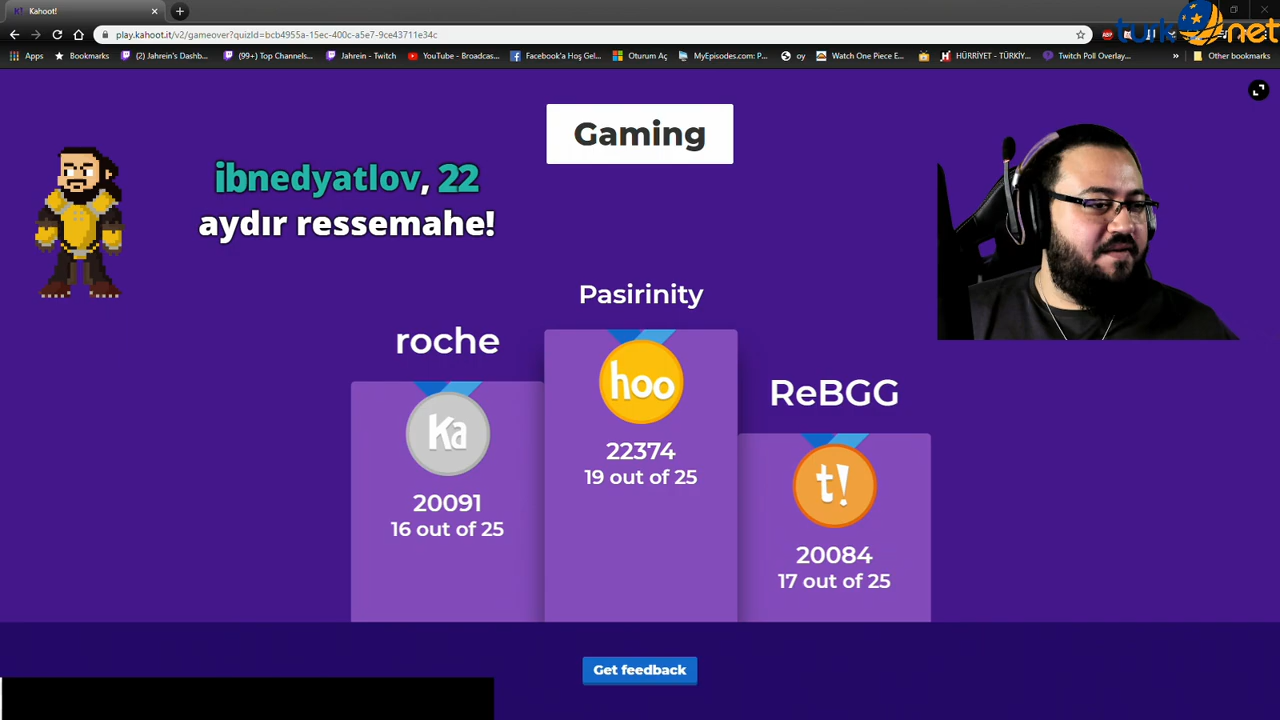 Kahoot!
play.kahoot.it/v2/gameover?quizId=bcb4955a-15ec-400c-a5e7-9ce43711e34c
Apps
Bookmarks
(2) Jahrein's Dashb...
(99+) Top Channels...
Jahrein - Twitch
YouTube - Broadcas...
Facebook'a Hoş Gel...
Oturum Aç
MyEpisodes.com: P...
oy
Watch One Piece E...
HÜRRİYET - TÜRKİY...
Twitch Poll Overlay...
Other bookmarks
turk net
Gaming
ibnedyatlov, 22
aydır ressemahe!
Pasirinity
hoo
22374
19 out of 25
roche
Ka
20091
16 out of 25
ReBGG
t!
20084
17 out of 25
Get feedback